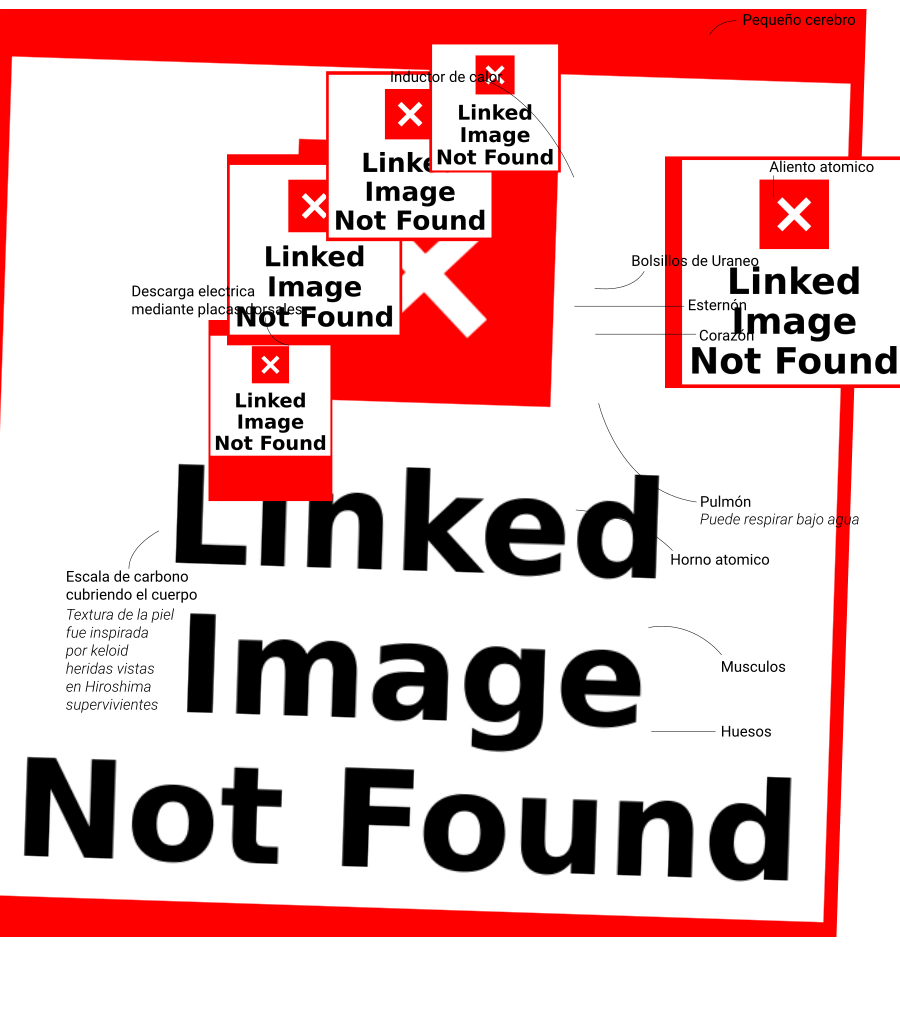 Pequeño cerebro
Inductor de calor
Linked
Image
Not Found
Linked
Image
Not Found
Aliento atomico
Linked
Image
Not Found
Bolsillos de Uraneo
Esternón
Corazón
Linked
Image
Not Found
Descarga electrica
mediante placas dorsales
Linked
Image
Not Found
Linked
Image
Not Found
Pulmón
Puede respirar bajo agua
Horno atomico
Escala de carbono
cubriendo el cuerpo
Textura de la piel
fue inspirada
por keloid
heridas vistas
en Hiroshima
supervivientes
Musculos
Huesos